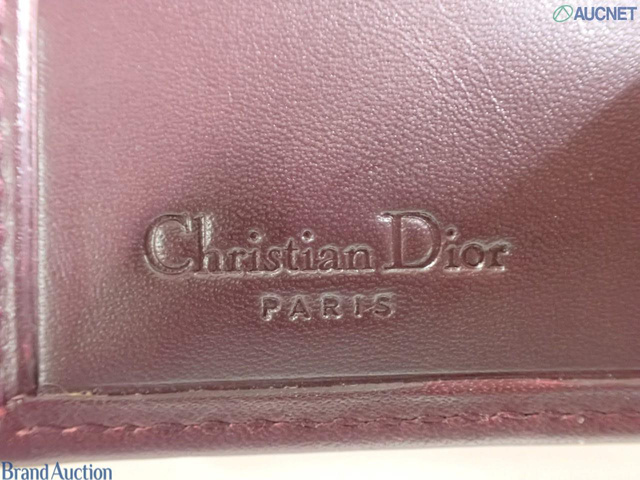 AUCNET
Christian Dior
PARIS
Brand Auction